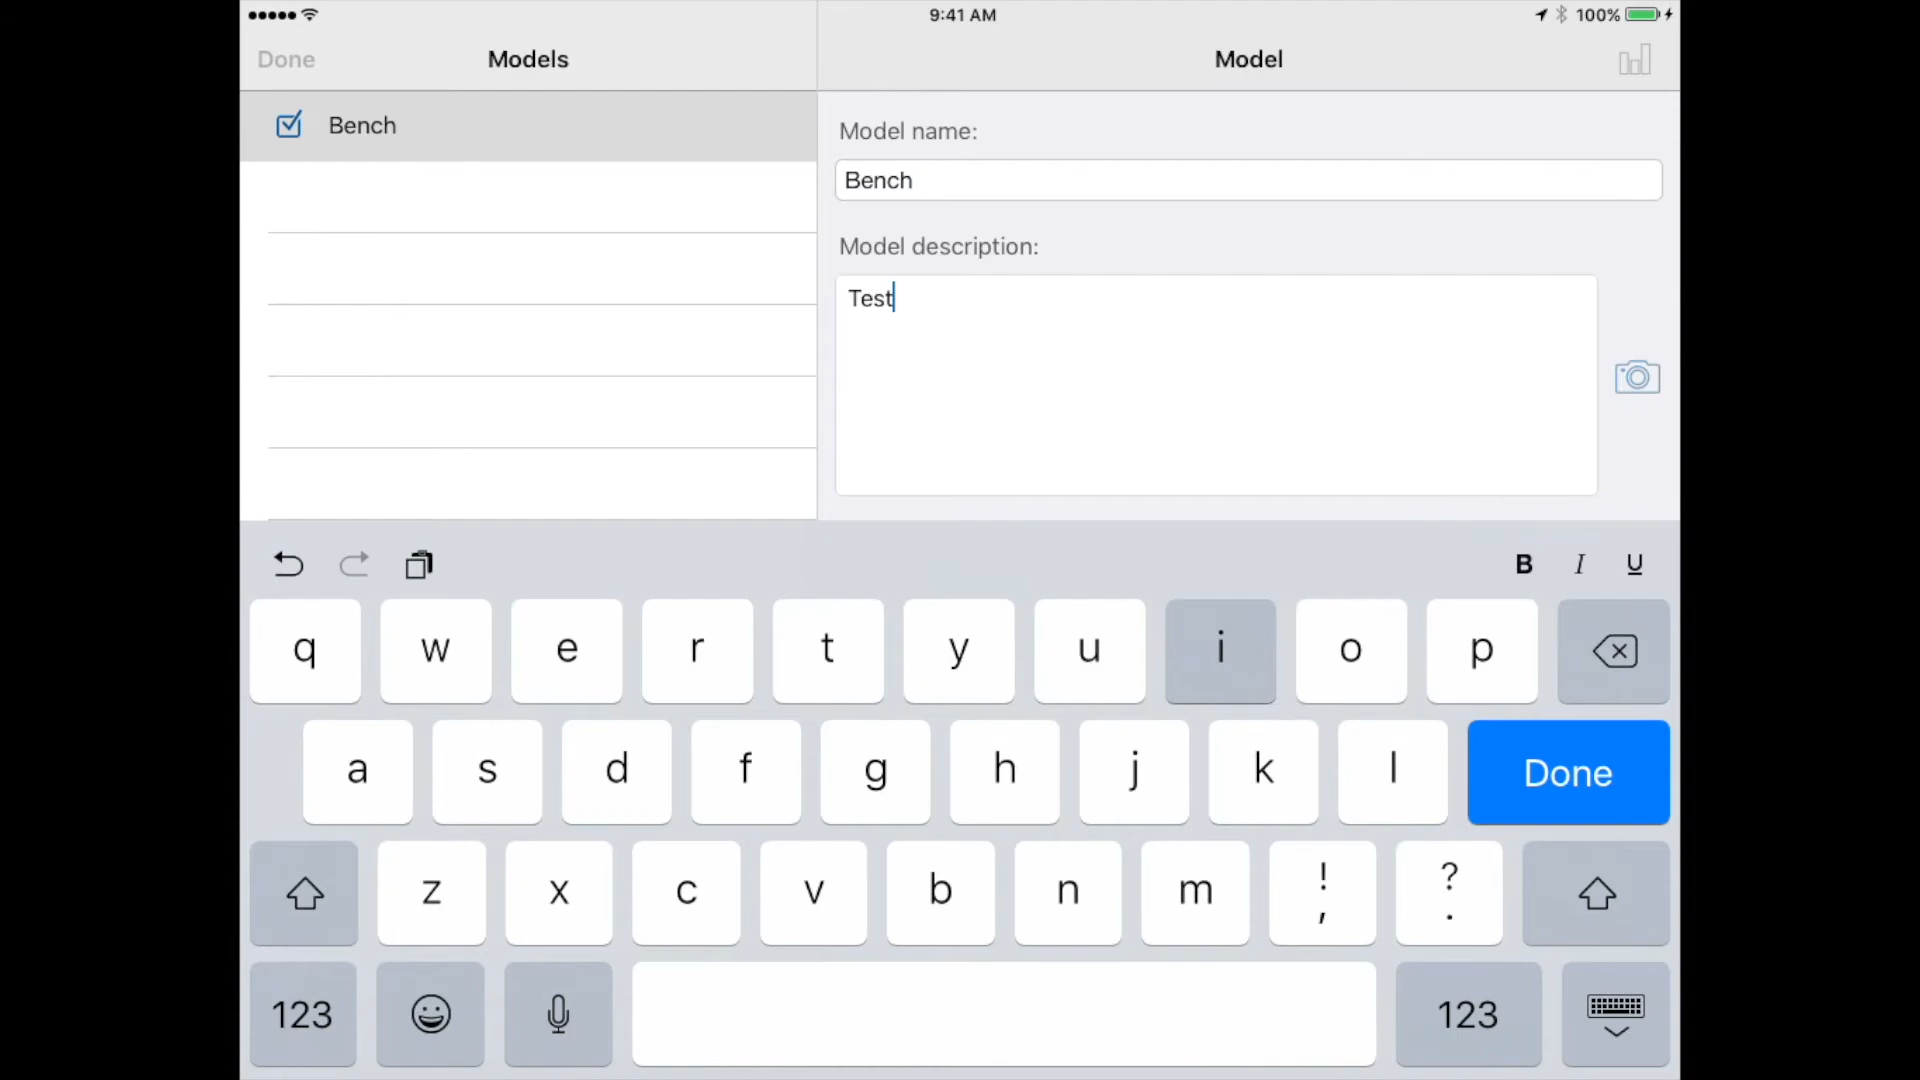 9:41 AM
100%
Done
Models
Model
Bench
Model name:
Bench
Model description:
Test
B I U
q w e r t y u i o p
a s d f g h j k l Done
z x c v b n m ! , ? .
123 123